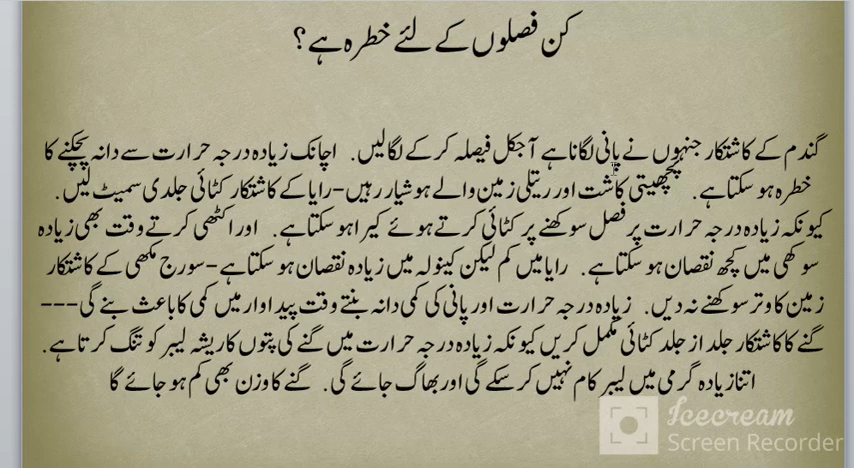 کن فصلوں کے لئے خطرہ ہے؟
گندم کے کاشتکار جنہوں نے پانی لگانا ہے آجکل فیصلہ کر کے لگا لیں۔ اچانک زیادہ درجہ حرارت سے دانہ پچکنے کا
خطرہ ہو سکتا ہے۔ پچھیتی کاشت اور ریتلی زمین والے ہوشیار رہیں-رایا کے کاشتکار کٹائی جلدی سمیٹ لیں۔
کیونکہ زیادہ درجہ حرارت پر فصل سوکھنے پر کٹائی کرتے ہوئے کیرا ہو سکتا ہے۔ اور اکٹھی کرتے وقت بھی زیادہ
سوکھی میں کچھ نقصان ہو سکتا ہے۔ رایا میں کم لیکن کینولہ میں زیادہ نقصان ہو سکتا ہے-سورج مکھی کے کاشتکار
زمین کا وتر سوکھنے نہ دیں۔ زیادہ درجہ حرارت اور پانی کی کمی دانہ بنتے وقت پیداوار میں کمی کا باعث بنے گی---
گنے کا کاشتکار جلد از جلد کٹائی مکمل کریں کیونکہ زیادہ درجہ حرارت میں گنے کی پتوں کا ریشہ لیبر کو تنگ کرتا ہے۔
اتنا زیادہ گرمی میں لیبر کام نہیں کر سکے گی اور بھاگ جائے گی۔ گنے کا وزن بھی کم ہو جائے گا
Icecream
Screen Recorder